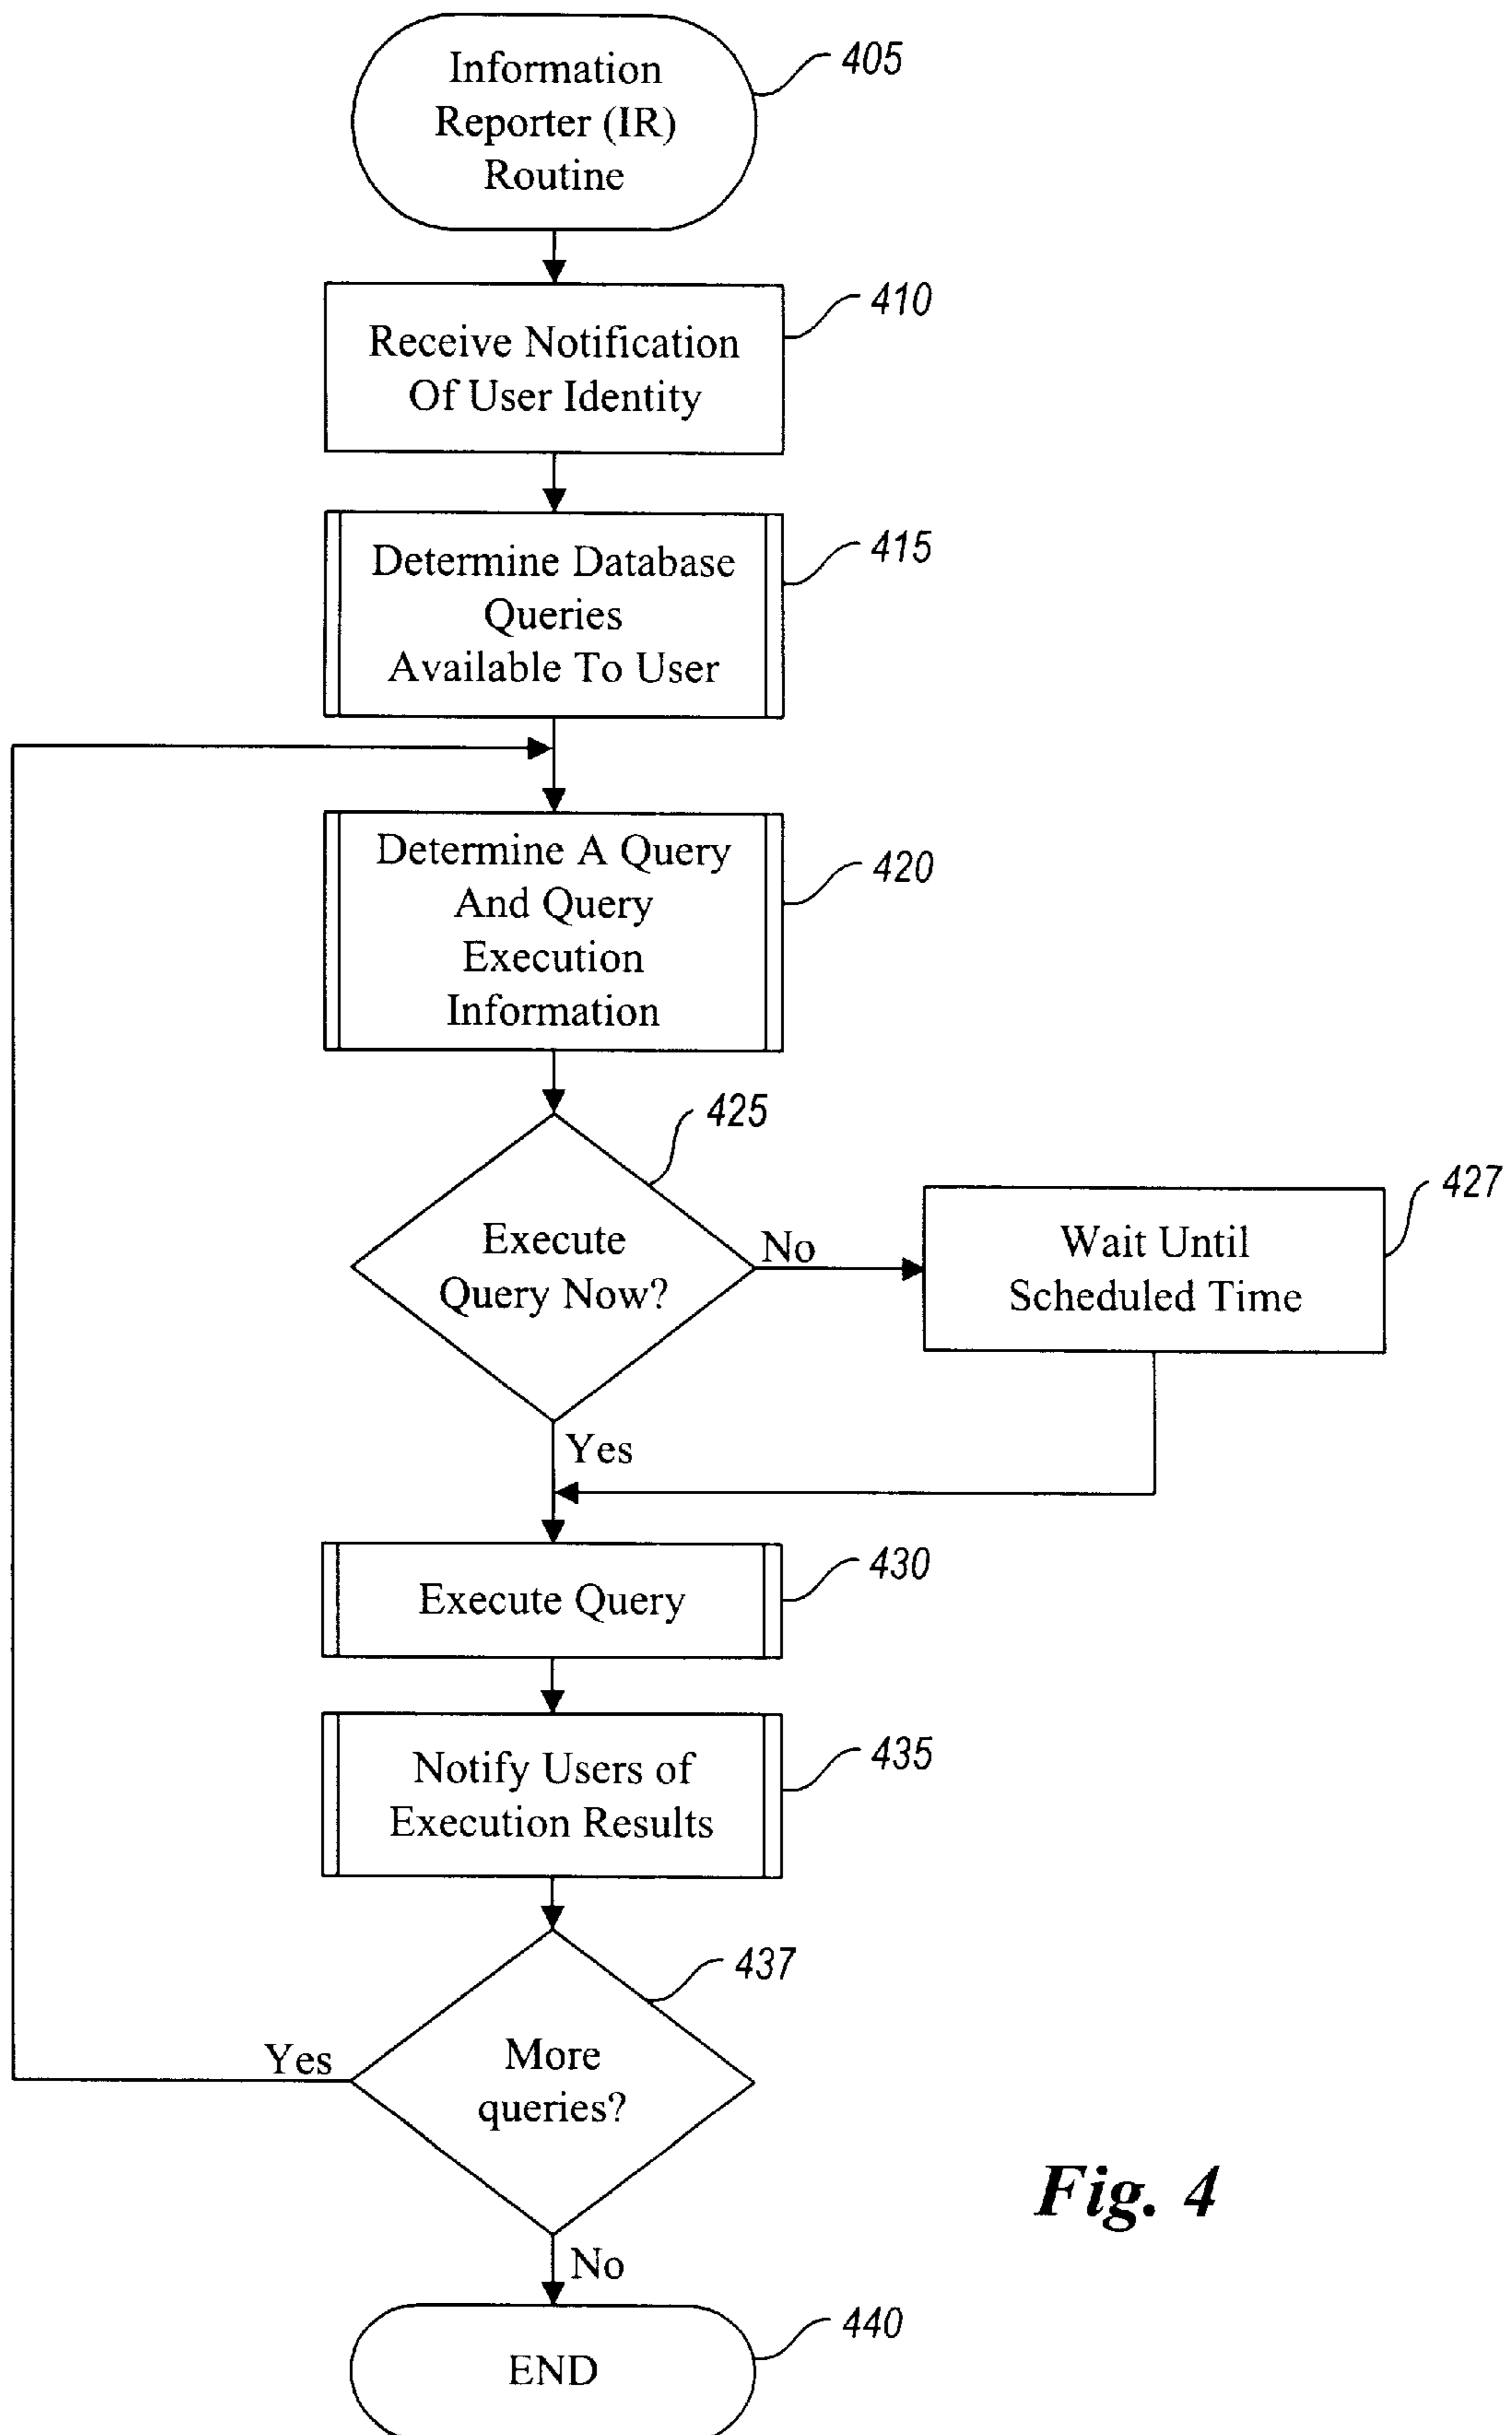 Information
Reporter (IR)
Routine
405
Receive Notification
Of User Identity
410
Determine Database
Queries
Available To User
415
Determine A Query
And Query
Execution
Information
420
425
Execute
Query Now?
No
Wait Until
Scheduled Time
427
Yes
Execute Query
430
Notify Users of
Execution Results
435
437
More
queries?
Yes
No
Fig. 4
END
440